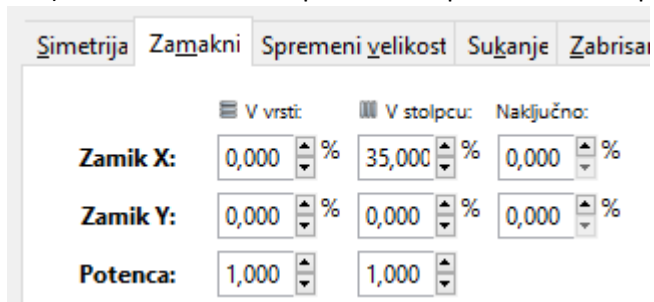 Simetrija Zamakni Spremeni velikost Sukanje
V vrsti: V stolpcu: Naključno:
Zamik X: 0,000 % 35,000 % 0,000 %
Zamik Y: 0,000 % 0,000 % 0,000 %
Potenca: 1,000 1,000